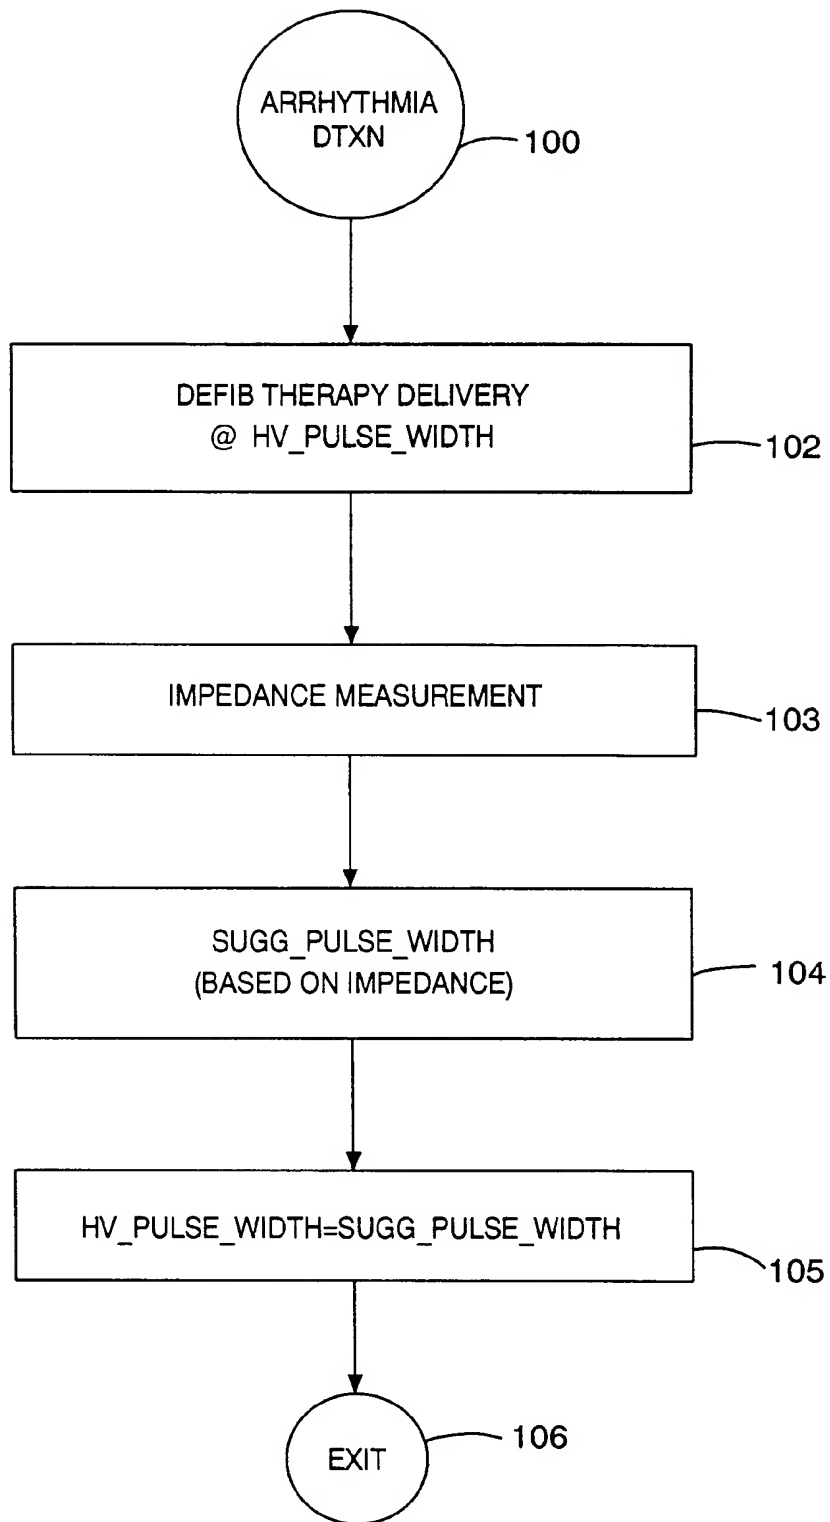 ARRHYTHMIA
DTXN
100
DEFIB THERAPY DELIVERY
@ HV_PULSE_WIDTH
102
IMPEDANCE MEASUREMENT
103
SUGG_PULSE_WIDTH
(BASED ON IMPEDANCE)
104
HV_PULSE_WIDTH=SUGG_PULSE_WIDTH
105
EXIT
106